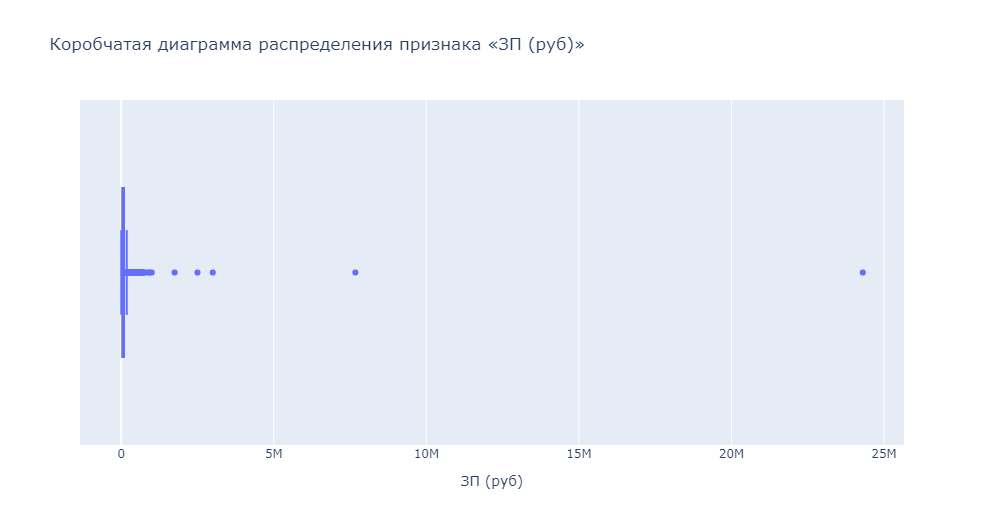 Коробчатая диаграмма распределения признака «ЗП (руб)»
0 5M 10M 15M 20M 25M
ЗП (руб)